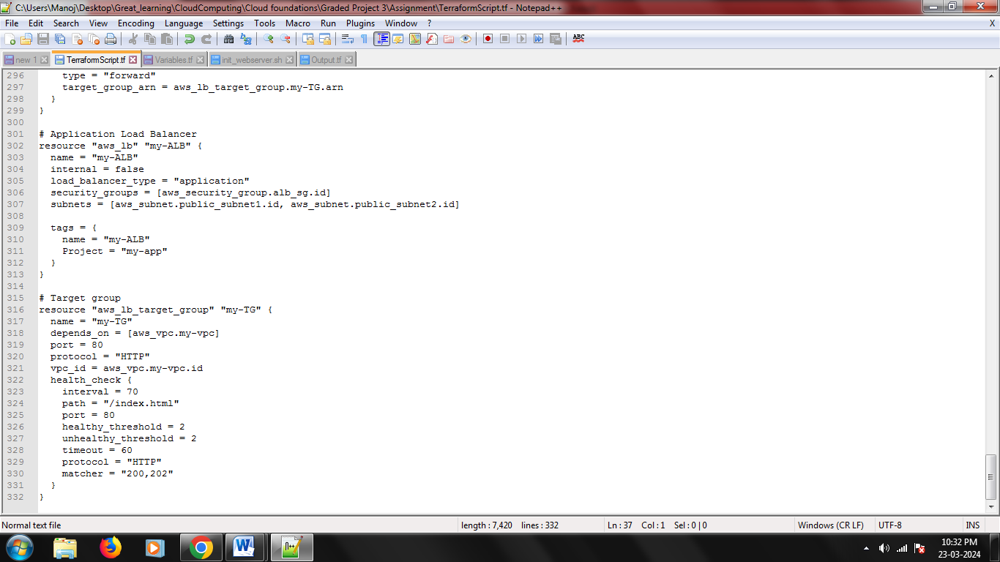 C:\Users\Manoj\Desktop\Great_learning\CloudComputing\Cloud foundations\Graded Project 3\Assignment\TerraformScript.tf - Notepad++
File Edit Search View Encoding Language Settings Tools Macro Run Plugins Window ? X
ABC
new 1 TerraformScript.tf Variables.tf init_webserver.sh Output.tf
296     type = "forward"
297     target_group_arn = aws_lb_target_group.my-TG.arn
298   }
299 }
300
301 # Application Load Balancer
302 resource "aws_lb" "my-ALB" {
303   name = "my-ALB"
304   internal = false
305   load_balancer_type = "application"
306   security_groups = [aws_security_group.alb_sg.id]
307   subnets = [aws_subnet.public_subnet1.id, aws_subnet.public_subnet2.id]
308
309   tags = {
310     name = "my-ALB"
311     Project = "my-app"
312   }
313 }
314
315 # Target group
316 resource "aws_lb_target_group" "my-TG" {
317   name = "my-TG"
318   depends_on = [aws_vpc.my-vpc]
319   port = 80
320   protocol = "HTTP"
321   vpc_id = aws_vpc.my-vpc.id
322   health_check {
323     interval = 70
324     path = "/index.html"
325     port = 80
326     healthy_threshold = 2
327     unhealthy_threshold = 2
328     timeout = 60
329     protocol = "HTTP"
330     matcher = "200,202"
331   }
332 }
Normal text file length : 7,420 lines : 332 Ln : 37 Col : 1 Sel : 0 | 0 Windows (CR LF) UTF-8 INS
10:32 PM
23-03-2024